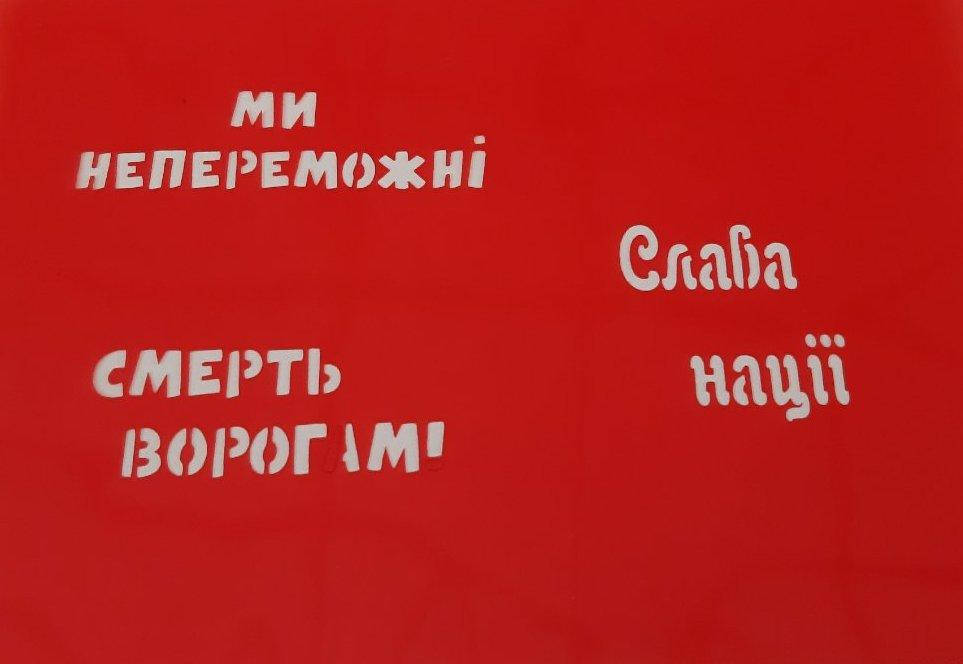 МИ
НЕПЕРЕМОЖНІ
Слава
нації
СМЕРТЬ
ВОРОГАМ!